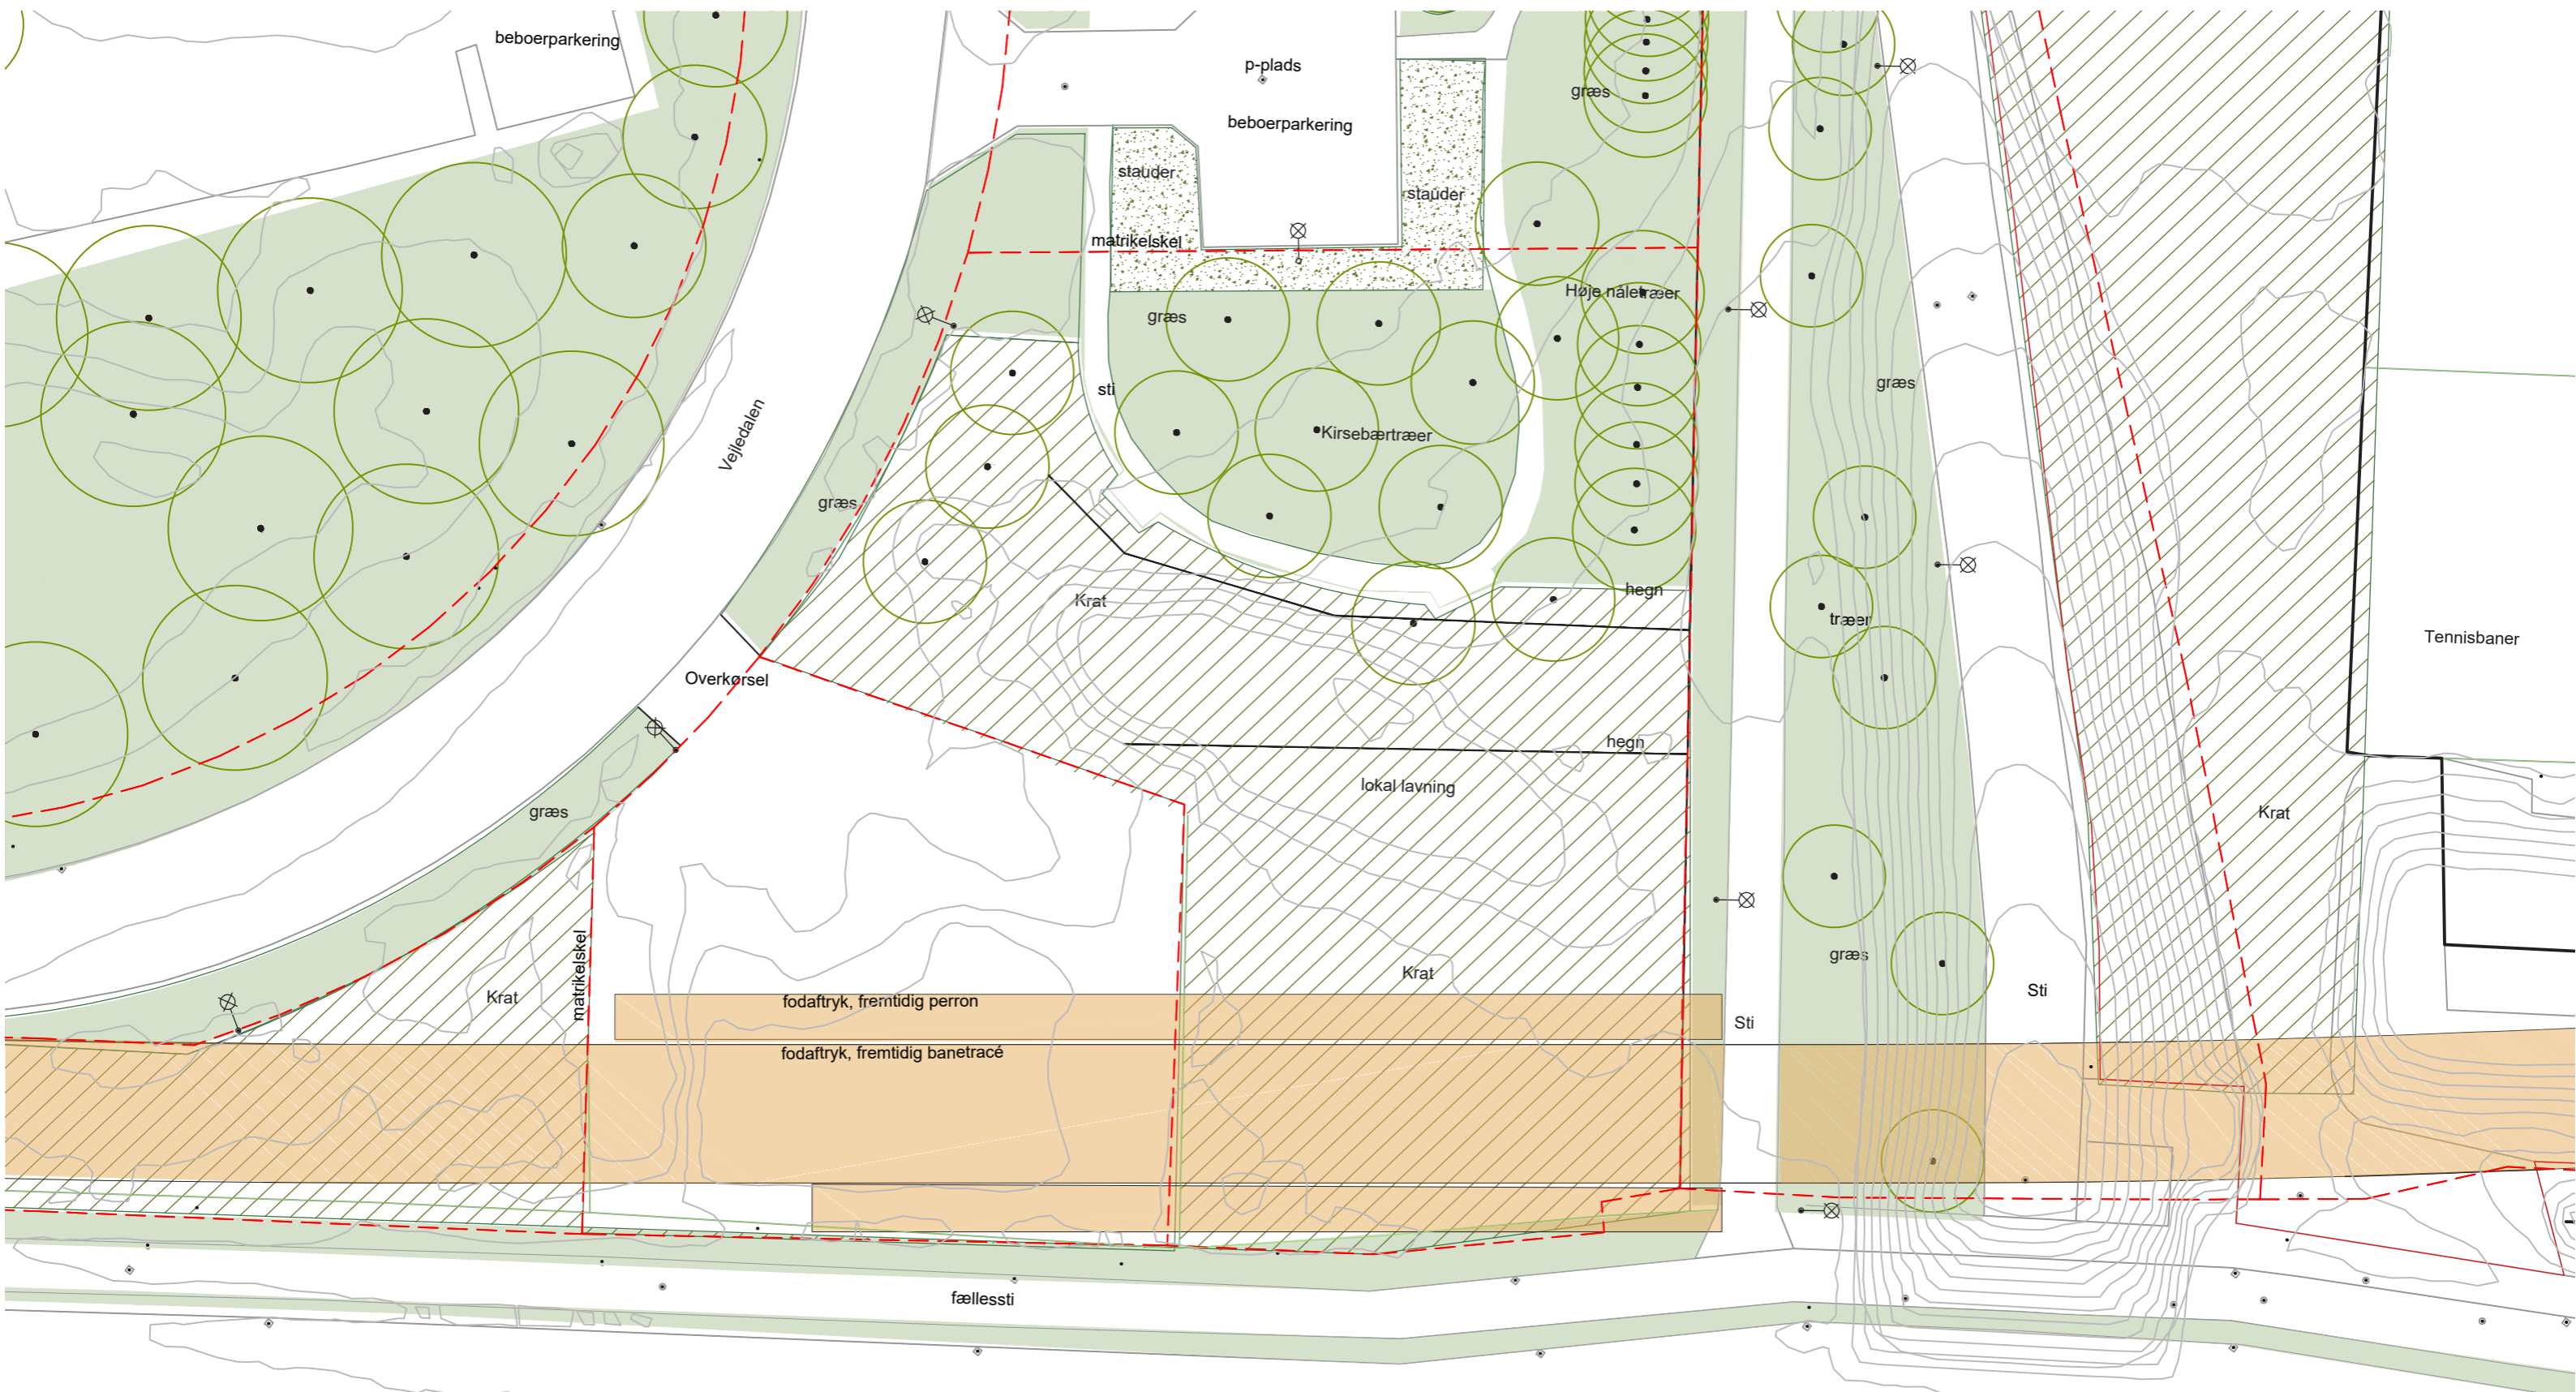 beboerparkering
p-plads
beboerparkering
græs
stauder
stauder
matrikelskel
Høje nåletræer
græs
sti
græs
Kirsebærtræer
Vejledalen
græs
hegn
Krat
træer
Tennisbaner
Overkørsel
hegn
lokal lavning
græs
Krat
græs
Krat
matrikelskel
Krat
Sti
fodaftryk, fremtidig perron
Sti
fodaftryk, fremtidig banetracé
fællessti